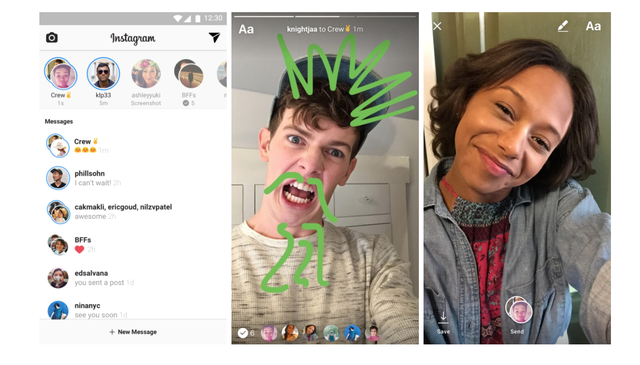 12:30
Instagram
Crew✌
1s
klp33
5m
ashleyyuki
Screenshot
BFFs
5
Messages
Crew✌
1m
phillsohn
I can't wait! 2h
cakmakli, ericgoud, nilzvpatel
awesome 2h
BFFs
2h
edsalvana
you sent a post 1d
ninanyc
see you soon 1d
+ New Message
Aa
knightjaa to Crew✌ 1m
6
Aa
Save
Send